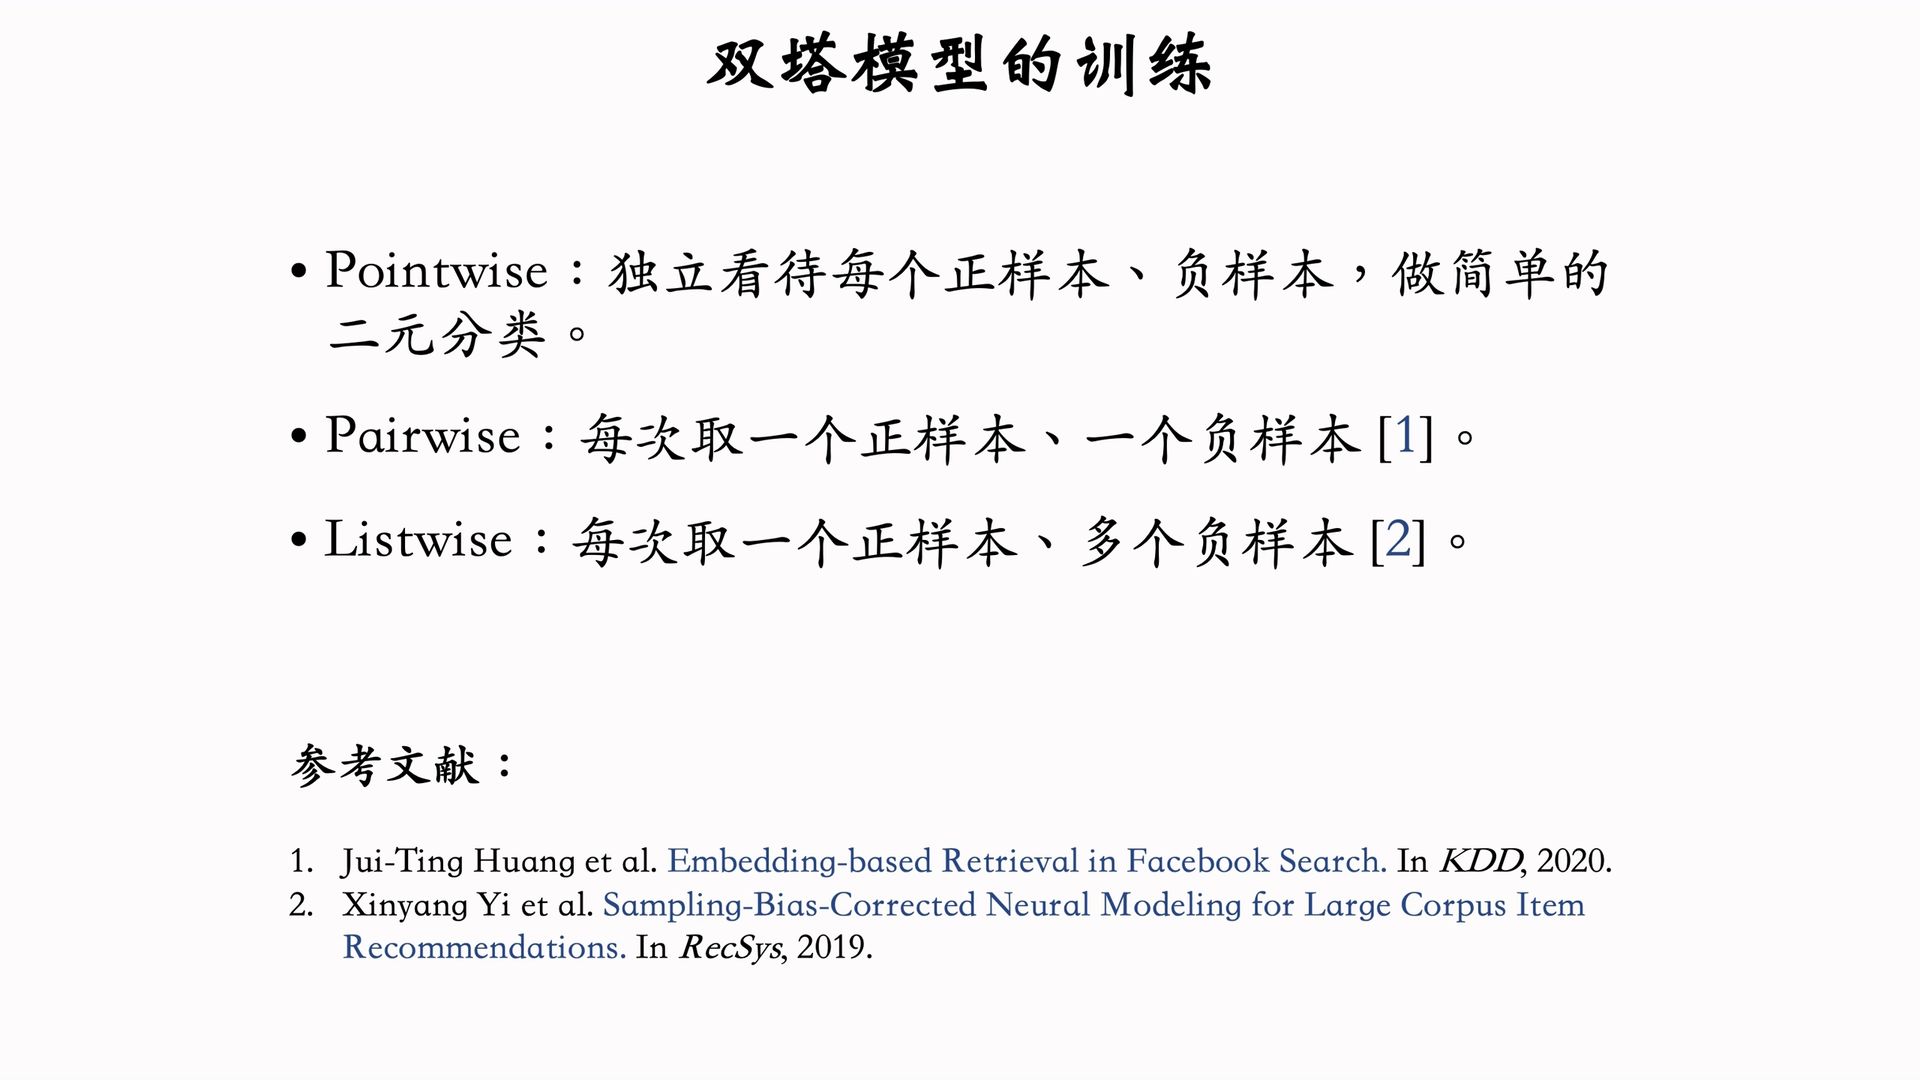 双塔模型的训练
• Pointwise：独立看待每个正样本、负样本，做简单的
二元分类。
• Pairwise：每次取一个正样本、一个负样本 [1]。
• Listwise：每次取一个正样本、多个负样本 [2]。
参考文献：
1. Jui-Ting Huang et al. Embedding-based Retrieval in Facebook Search. In KDD, 2020.
2. Xinyang Yi et al. Sampling-Bias-Corrected Neural Modeling for Large Corpus Item
Recommendations. In RecSys, 2019.